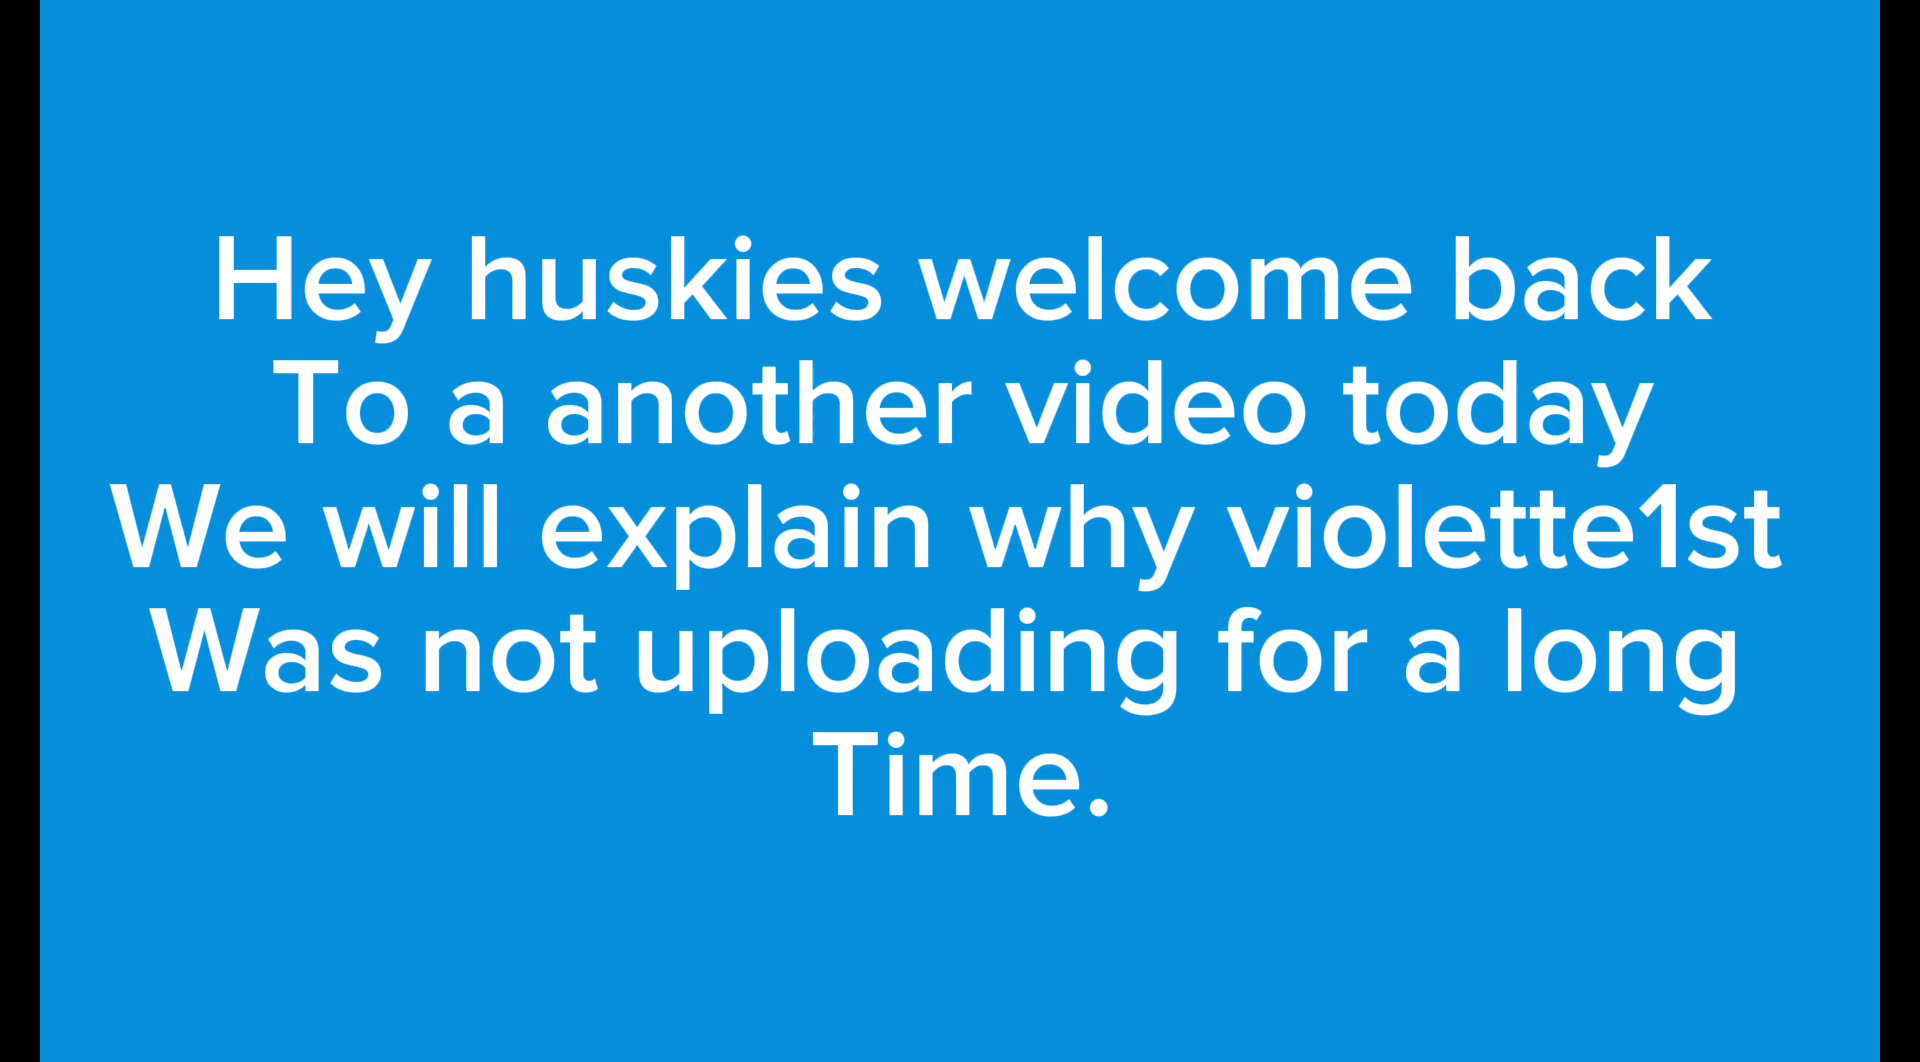 Hey huskies welcome back
To a another video today
We will explain why violette1st
Was not uploading for a long
Time.